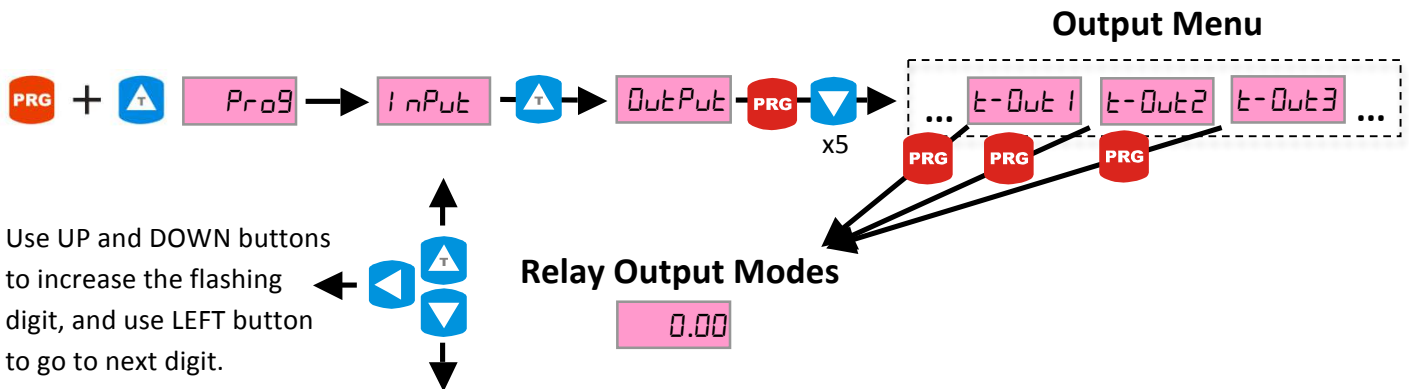 Output Menu
PRG + T Prog InPut T OutPut PRG ... t-Out1 t-Out2 t-Out3 ...
x5
PRG PRG PRG
Use UP and DOWN buttons
to increase the flashing
digit, and use LEFT button
to go to next digit.
T
Relay Output Modes
0.00